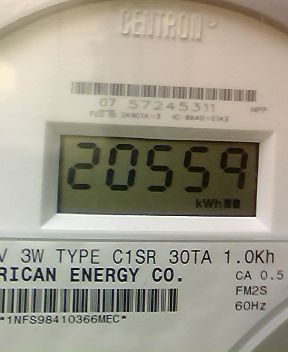 CENTRON®
07 57245311
20559
kWh
V 3W TYPE C1SR 30TA 1.0Kh
RICAN ENERGY CO.
CA 0.5
FM2S
60Hz
*1NFS98410366MEC*